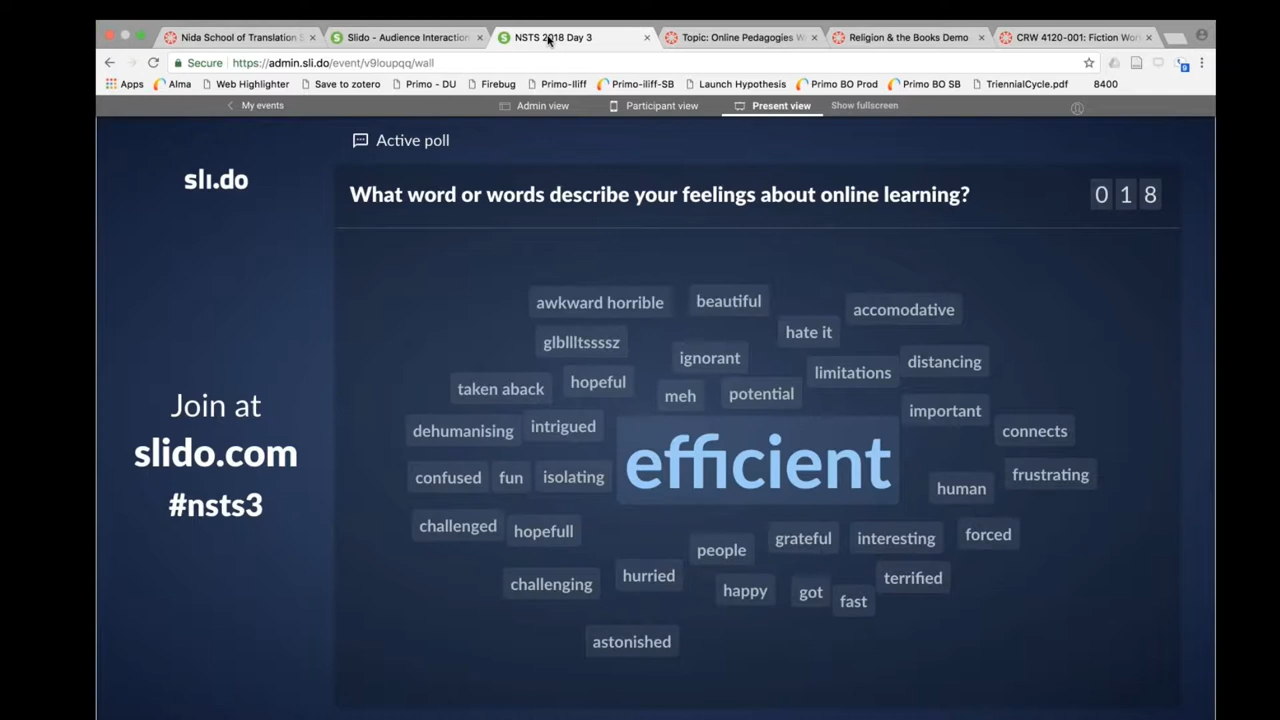 Nida School of Translation S
Slido - Audience Interaction
NSTS 2018 Day 3
Topic: Online Pedagogies W
Religion & the Books Demo
CRW 4120-001: Fiction Wor
Secure
https://admin.sli.do/event/v9loupqq/wall
Apps
Alma
Web Highlighter
Save to zotero
Primo - DU
Firebug
Primo-Iliff
Primo-iliff-SB
Launch Hypothesis
Primo BO Prod
Primo BO SB
TriennialCycle.pdf
8400
My events
Admin view
Participant view
Present view
Show fullscreen
Active poll
sli.do
What word or words describe your feelings about online learning?
0 1 8
awkward horrible
beautiful
accomodative
hate it
glbllltssssz
ignorant
limitations
distancing
taken aback
hopeful
meh
potential
important
dehumanising
intrigued
connects
efficient
confused
fun
isolating
human
frustrating
challenged
hopefull
people
grateful
interesting
forced
challenging
hurried
happy
got
fast
terrified
astonished
Join at
slido.com
#nsts3